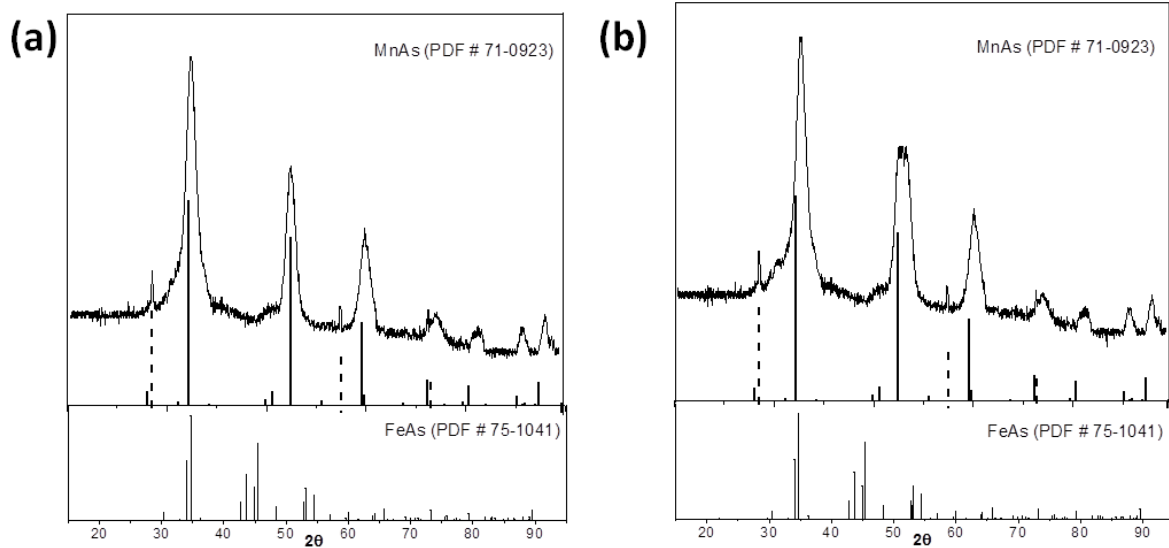 (a)
MnAs (PDF # 71-0923)
FeAs (PDF # 75-1041)
20 30 40 50 60 70 80 90
2θ
(b)
MnAs (PDF # 71-0923)
FeAs (PDF # 75-1041)
20 30 40 50 60 70 80 90
2θ